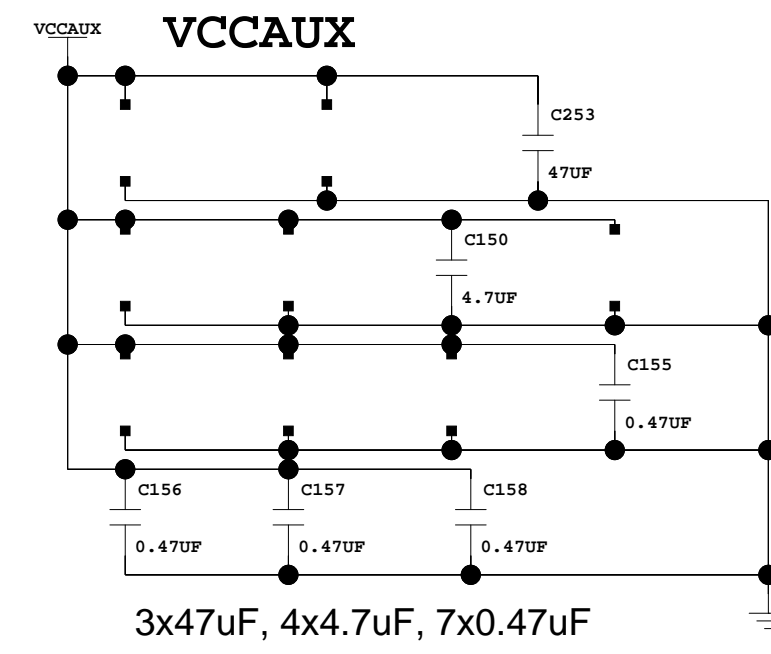 VCCAUX
VCCAUX
C253
47UF
C150
4.7UF
C155
0.47UF
C156 C157 C158
0.47UF 0.47UF 0.47UF
3x47uF, 4x4.7uF, 7x0.47uF